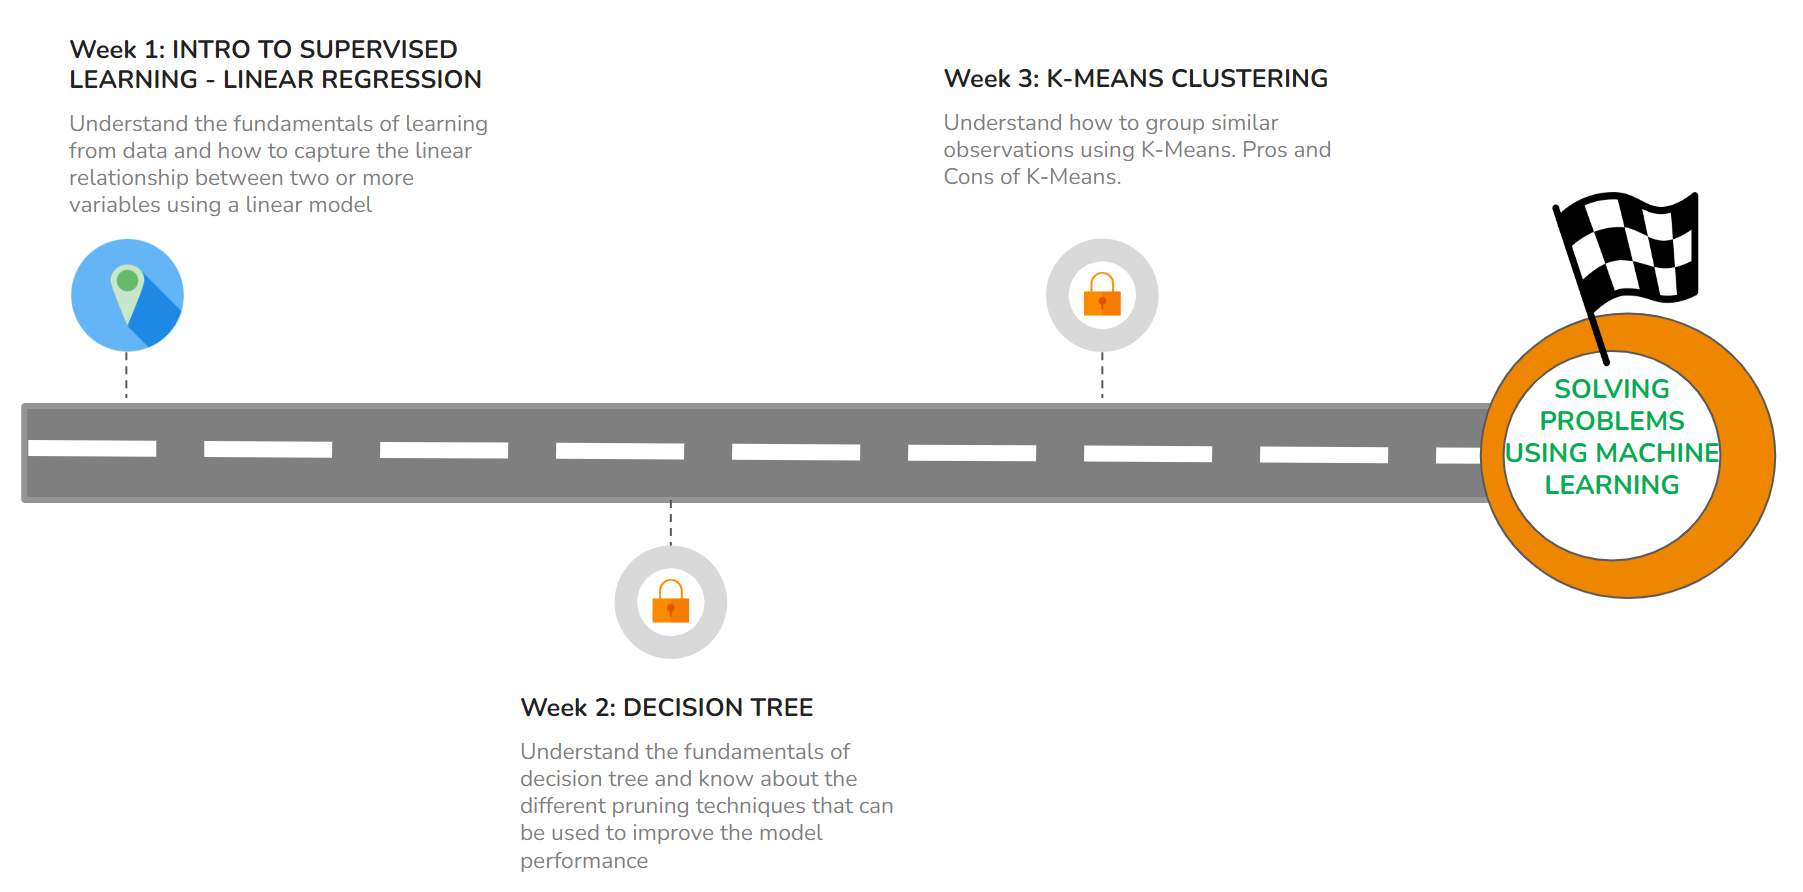 Week 1: INTRO TO SUPERVISED
LEARNING - LINEAR REGRESSION
Understand the fundamentals of learning
from data and how to capture the linear
relationship between two or more
variables using a linear model
Week 3: K-MEANS CLUSTERING
Understand how to group similar
observations using K-Means. Pros and
Cons of K-Means.
SOLVING
PROBLEMS
USING MACHINE
LEARNING
Week 2: DECISION TREE
Understand the fundamentals of
decision tree and know about the
different pruning techniques that can
be used to improve the model
performance